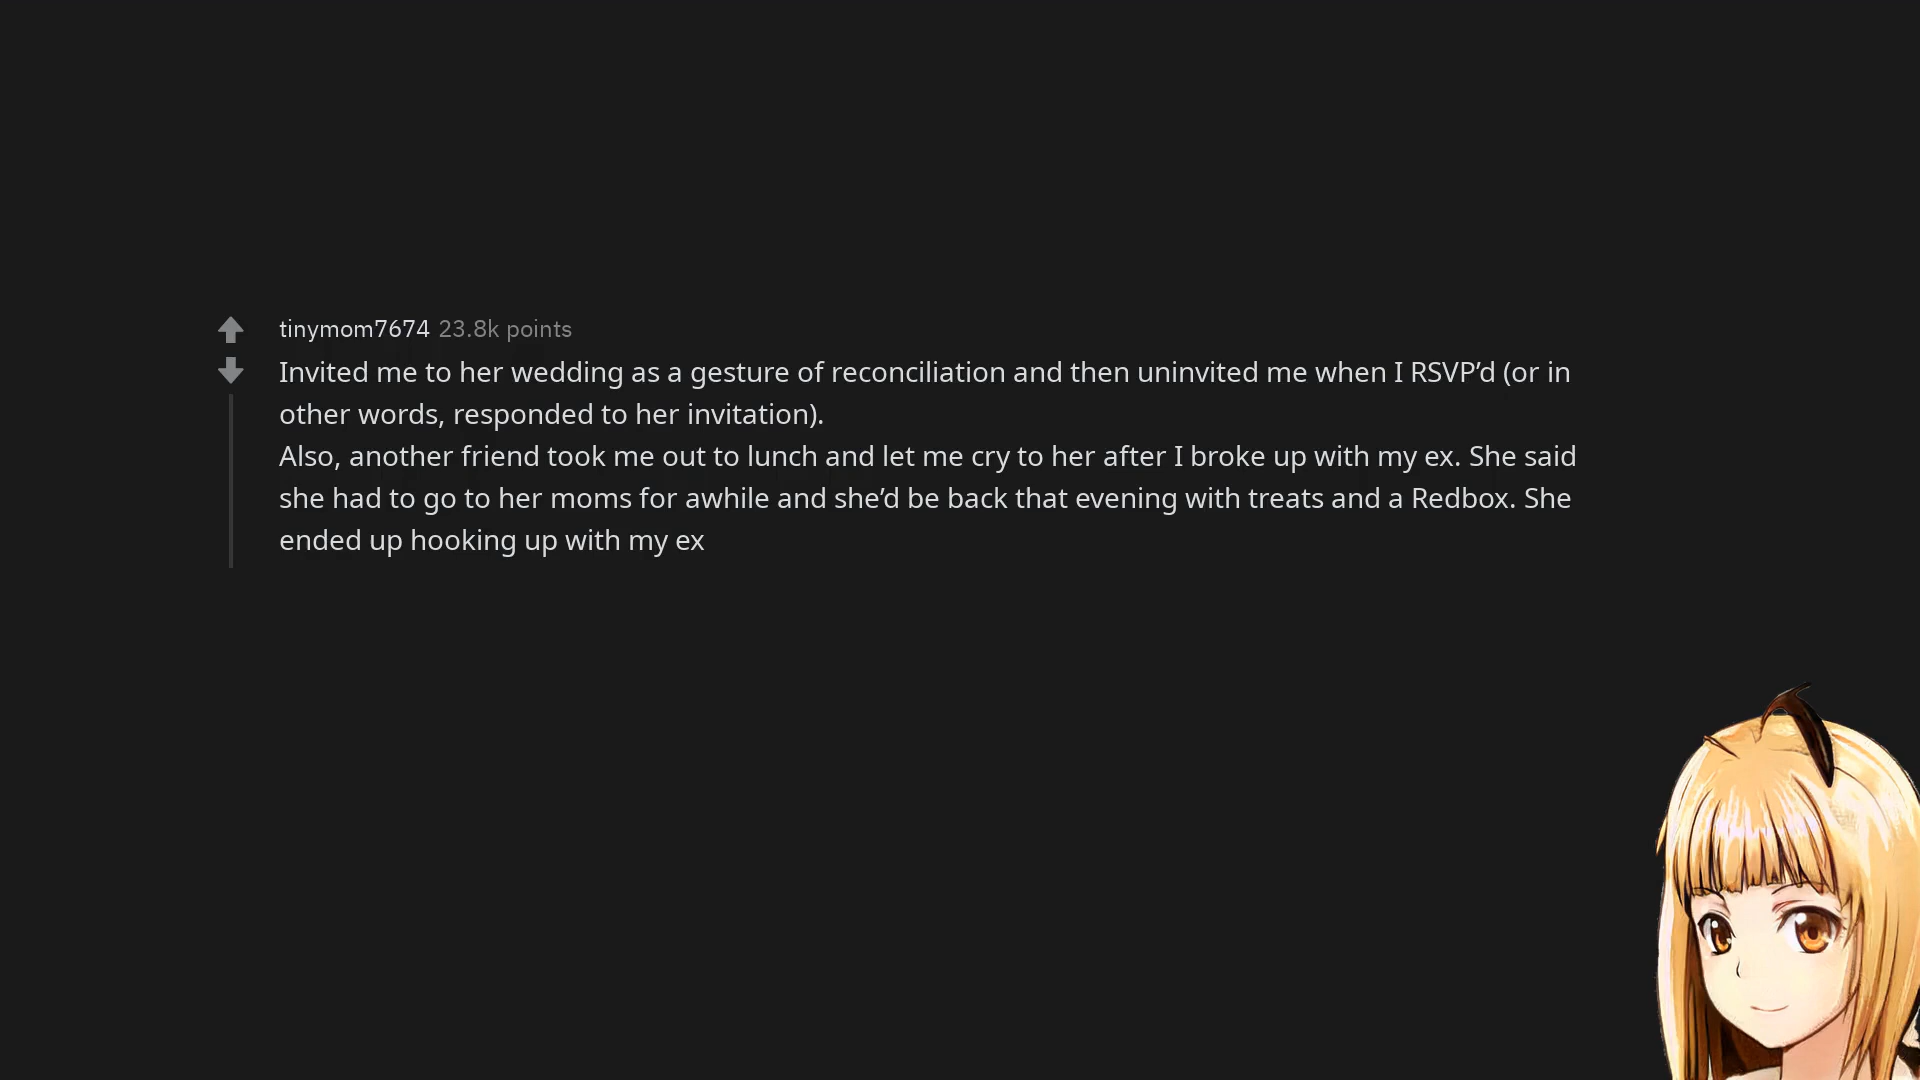 tinymom7674 23.8k points
Invited me to her wedding as a gesture of reconciliation and then uninvited me when I RSVP’d (or in
other words, responded to her invitation).
Also, another friend took me out to lunch and let me cry to her after I broke up with my ex. She said
she had to go to her moms for awhile and she’d be back that evening with treats and a Redbox. She
ended up hooking up with my ex